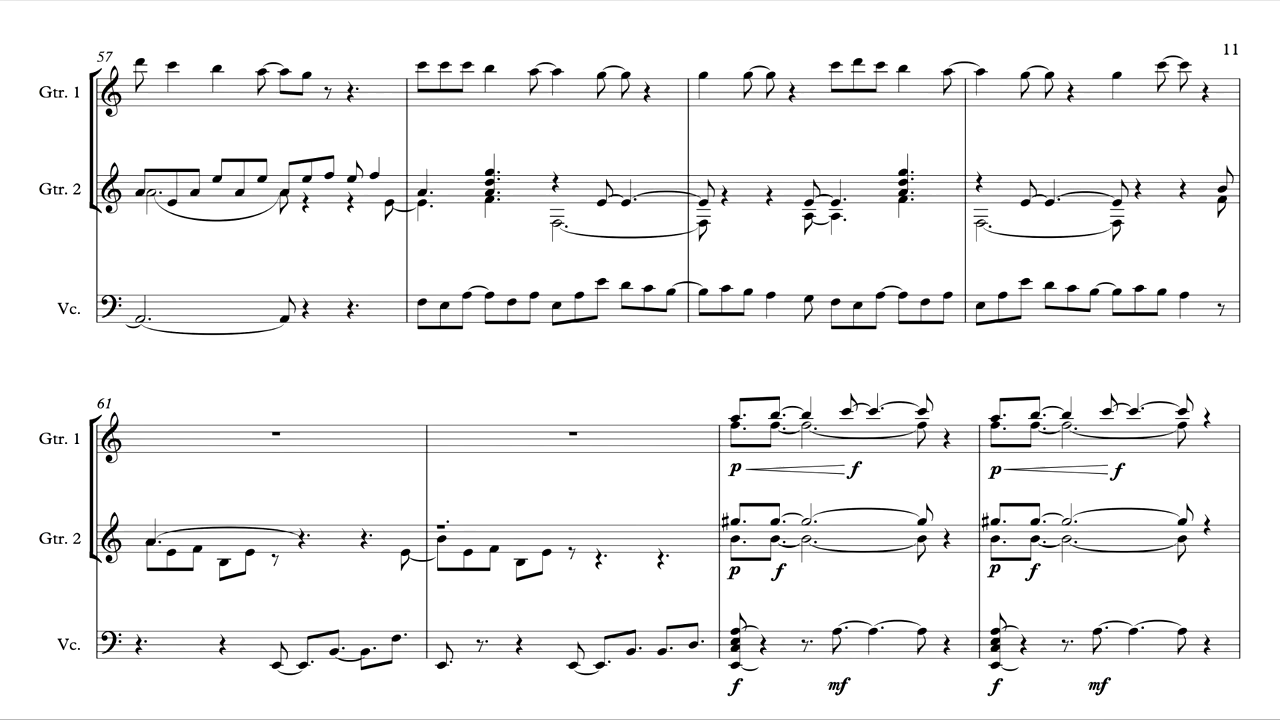 11
57
Gtr. 1
Gtr. 2
Vc.
61
Gtr. 1
p f p f
Gtr. 2
p f p f
Vc.
f mf f mf